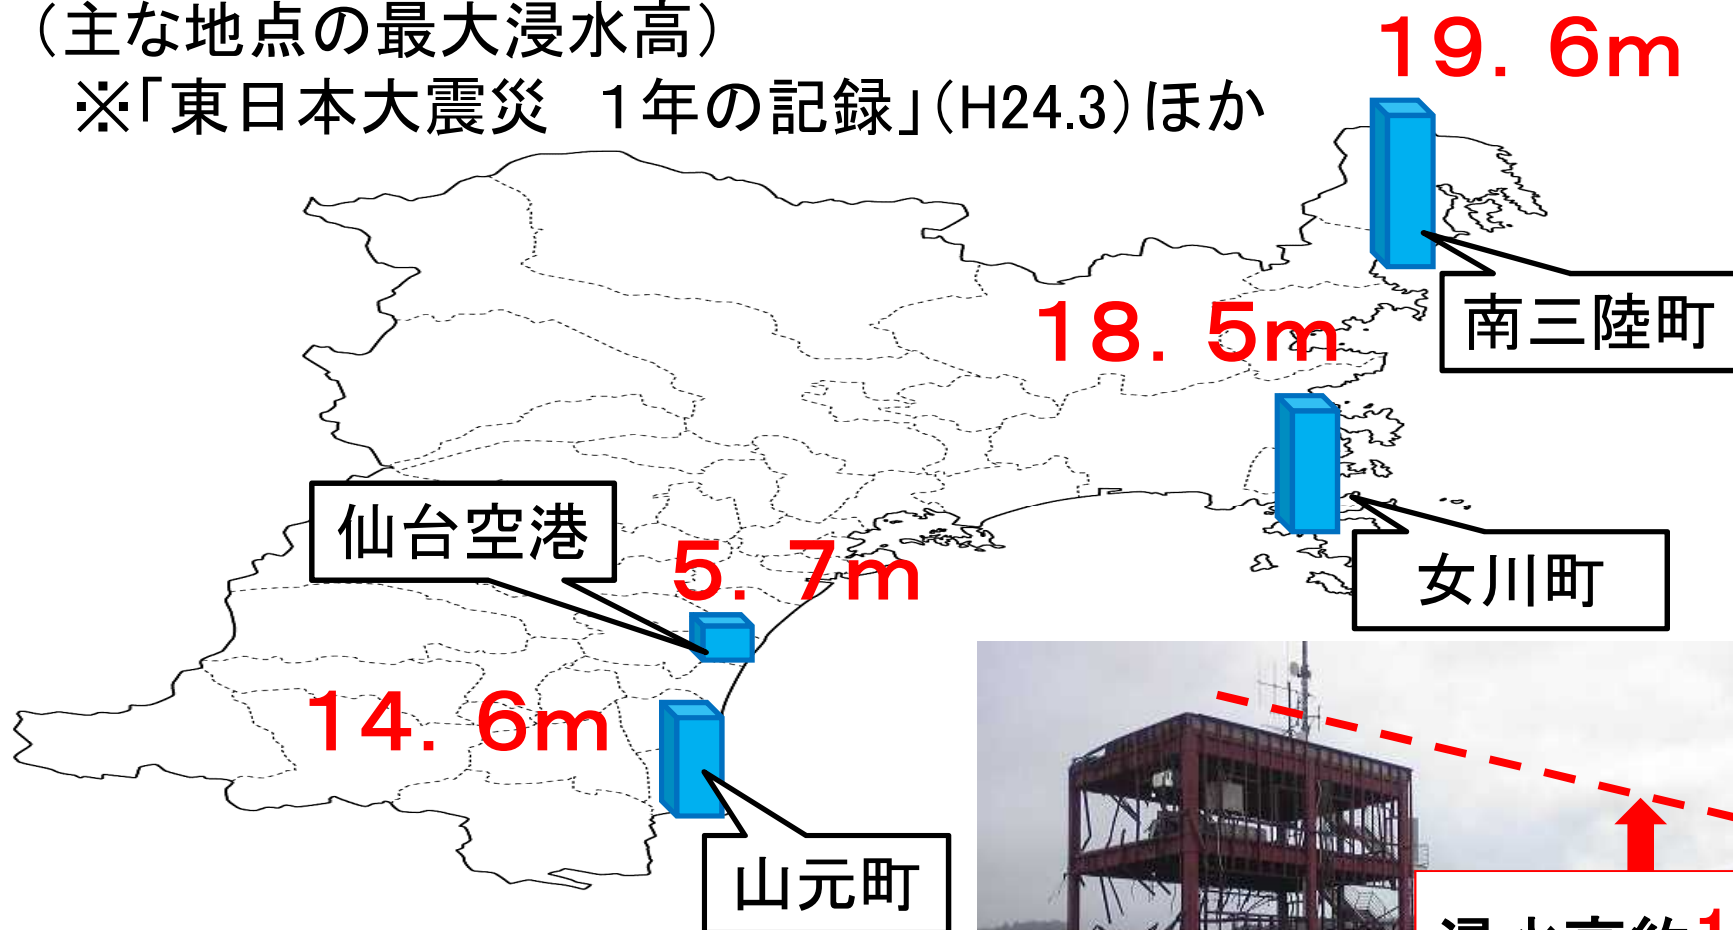 （主な地点の最大浸水高）
※「東日本大震災　１年の記録」（H24.3）ほか
１９．６m
南三陸町
１８．５m
女川町
仙台空港
５．７m
１４．６m
山元町